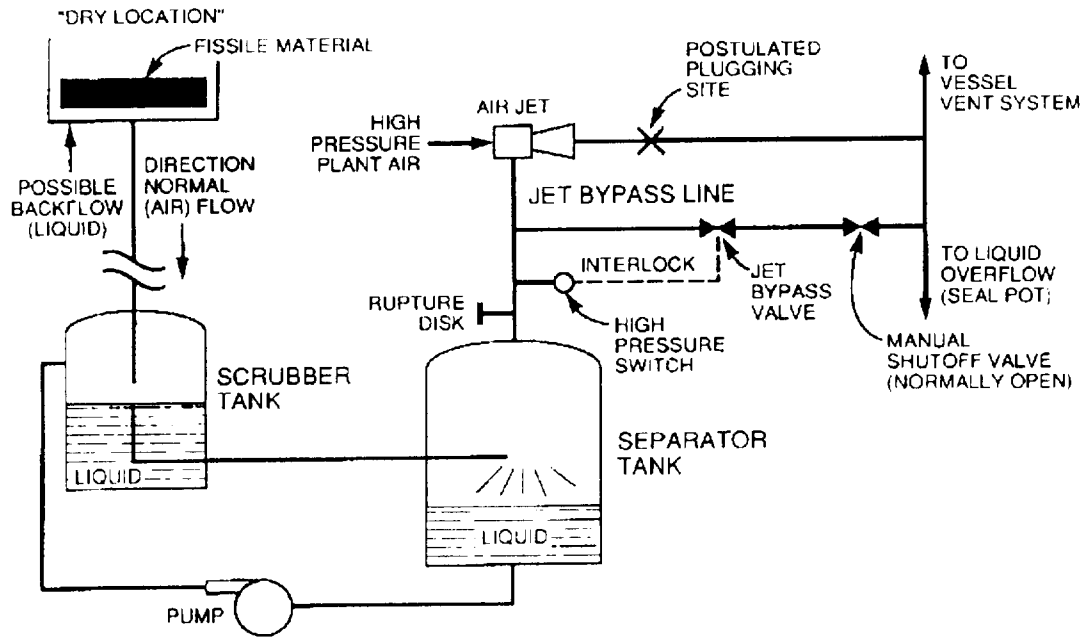 "DRY LOCATION"
FISSILE MATERIAL
POSSIBLE
BACKFLOW
(LIQUID)
DIRECTION
NORMAL
(AIR) FLOW
SCRUBBER
TANK
LIQUID
PUMP
HIGH
PRESSURE
PLANT AIR
AIR JET
POSTULATED
PLUGGING
SITE
TO
VESSEL
VENT SYSTEM
JET BYPASS LINE
INTERLOCK
RUPTURE
DISK
HIGH
PRESSURE
SWITCH
JET
BYPASS
VALVE
TO LIQUID
OVERFLOW
(SEAL POT)
MANUAL
SHUTOFF VALVE
(NORMALLY OPEN)
SEPARATOR
TANK
LIQUID